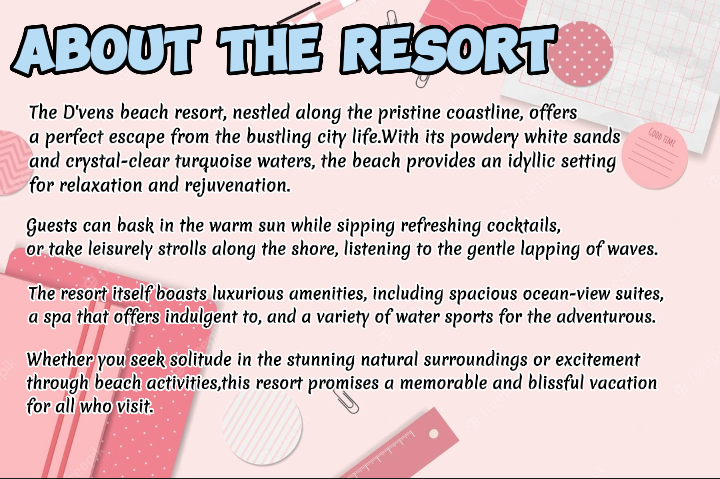 ABOUT THE RESORT
GOOD TIME
The D'vens beach resort, nestled along the pristine coastline, offers
a perfect escape from the bustling city life.With its powdery white sands
and crystal-clear turquoise waters, the beach provides an idyllic setting
for relaxation and rejuvenation.
Guests can bask in the warm sun while sipping refreshing cocktails,
or take leisurely strolls along the shore, listening to the gentle lapping of waves.
The resort itself boasts luxurious amenities, including spacious ocean-view suites,
a spa that offers indulgent to, and a variety of water sports for the adventurous.
Whether you seek solitude in the stunning natural surroundings or excitement
through beach activities,this resort promises a memorable and blissful vacation
for all who visit.